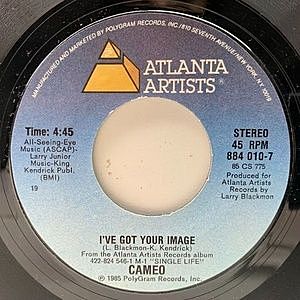 MFG. BY POLYGRAM RECORDS, INC./810 SEVENTH AVENUE/NEW YORK, NY 10019
ATLANTA
ARTISTS®
Time: 4:45
All-Seeing-Eye
Music (ASCAP)-
Larry Junior
Music-King
Kendrick Publ.
(BMI)
19
STEREO
45 RPM
884 010-7
85 CS 775
Produced for
Atlanta Artists
Records by
Larry Blackmon
I'VE GOT YOUR IMAGE
(L. Blackmon-K. Kendrick)
From the Atlanta Artists Records album
422-824 546-1 M-1 "SINGLE LIFE"
CAMEO
℗ 1985 PolyGram Records, Inc.